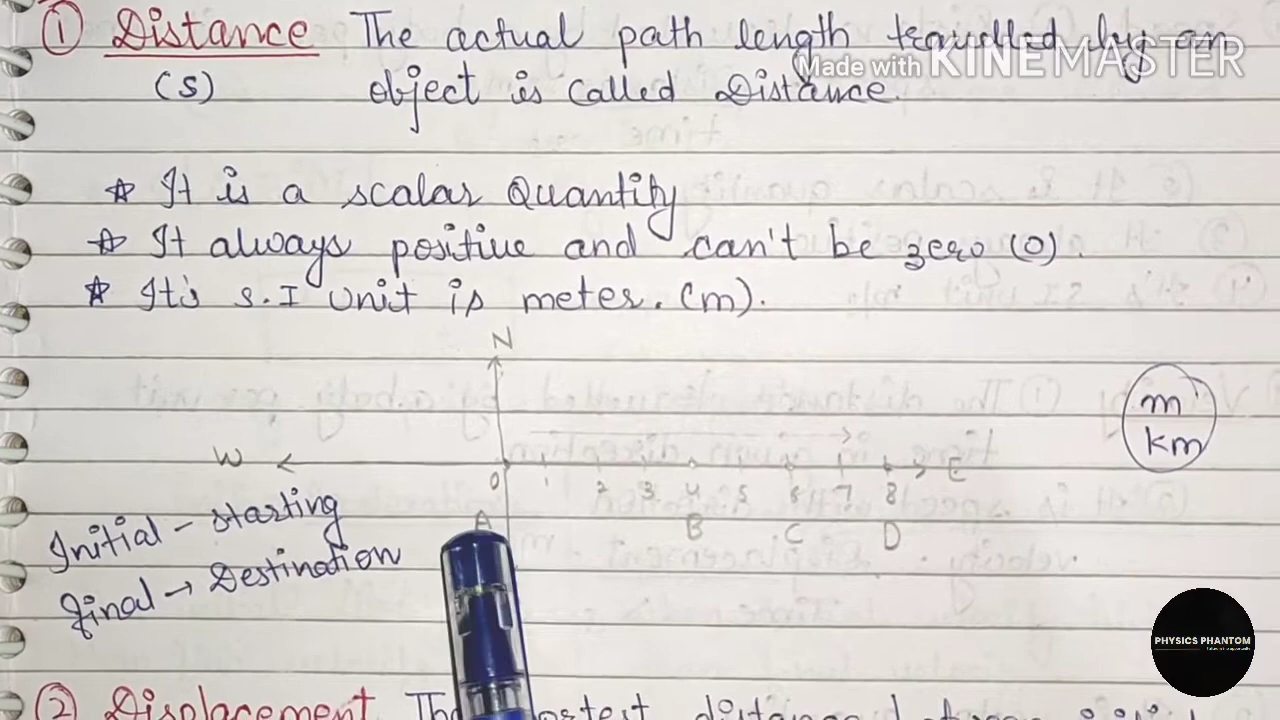 ① Distance The actual path length travelled by an
Made with KINEMASTER
(S) object is called Distance.
☆ It is a scalar Quantity
☆ It always positive and can't be zero (0).
☆ It's S.I Unit is meter. (m).
N
m
km
W E
0 1 2 3 4 5 6 7 8
A B C D
Initial - starting
final → Destination
PHYSICS PHANTOM
② Displacement